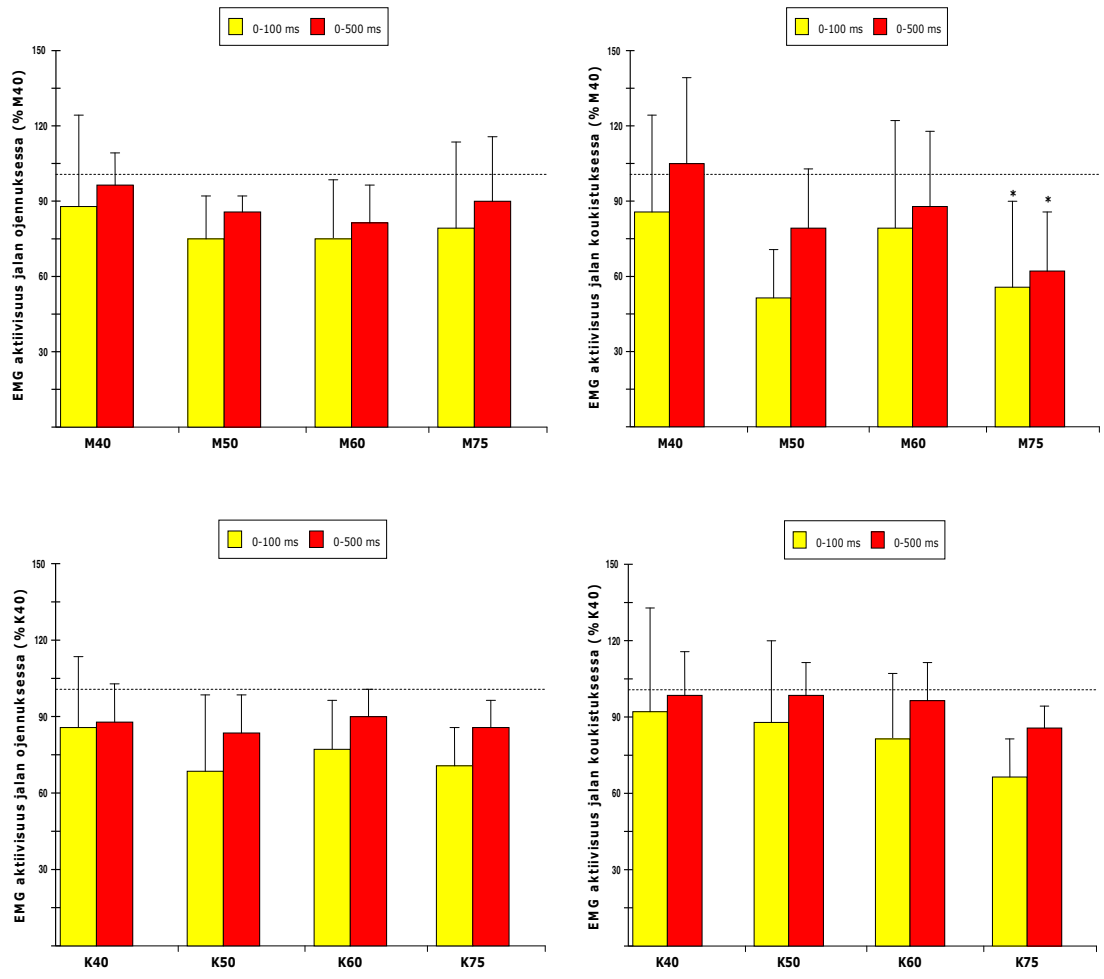 0-100 ms 0-500 ms
EMG aktiivisuus jalan ojennuksessa (%M40)
150
120
90
60
30
M40 M50 M60 M75
0-100 ms 0-500 ms
EMG aktiivisuus jalan koukistuksessa (%M40)
150
120
90
60
30
* *
M40 M50 M60 M75
0-100 ms 0-500 ms
EMG aktiivisuus jalan ojennuksessa (%K40)
150
120
90
60
30
K40 K50 K60 K75
0-100 ms 0-500 ms
EMG aktiivisuus jalan koukistuksessa (%K40)
150
120
90
60
30
K40 K50 K60 K75